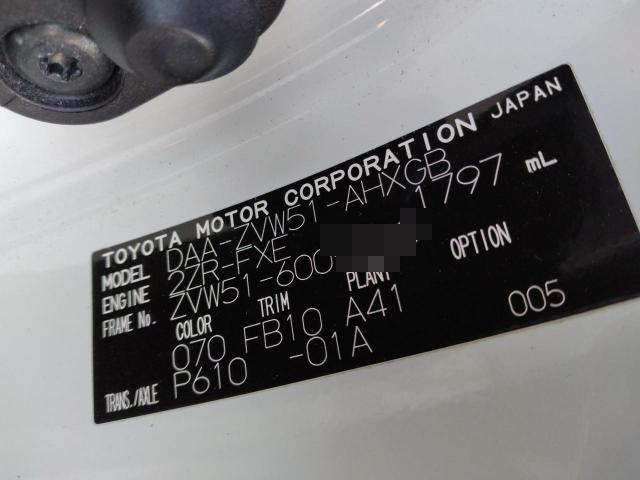 TOYOTA MOTOR CORPORATION JAPAN
MODEL DAA-ZVW51-AHXGB
ENGINE 2ZR-FXE 1797 mL
FRAME No. ZVW51-600
COLOR TRIM PLANT OPTION
070 FB10 A41 005
TRANS./AXLE P610 -01A